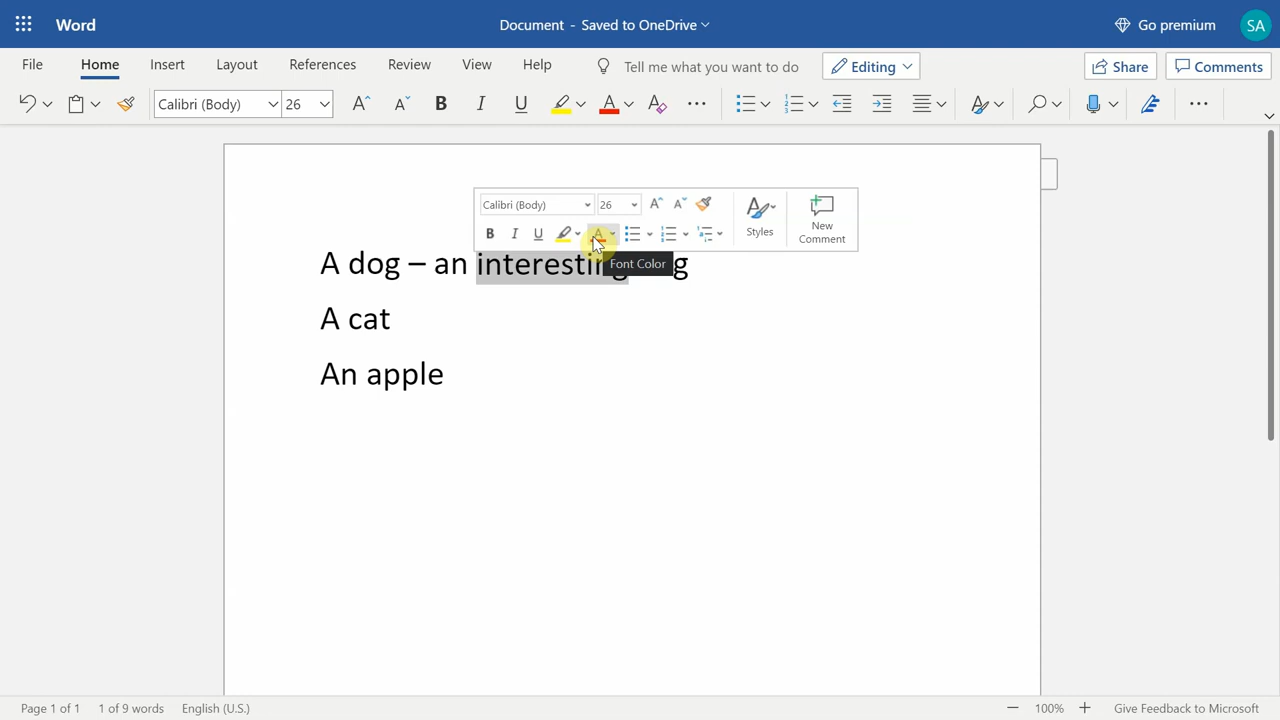 Word
Document - Saved to OneDrive
Go premium
SA
File Home Insert Layout References Review View Help Tell me what you want to do Editing Share Comments
Calibri (Body) 26
Calibri (Body) 26
Styles
New
Comment
Font Color
A dog – an interesting
A cat
An apple
Page 1 of 1 1 of 9 words English (U.S.) 100% Give Feedback to Microsoft